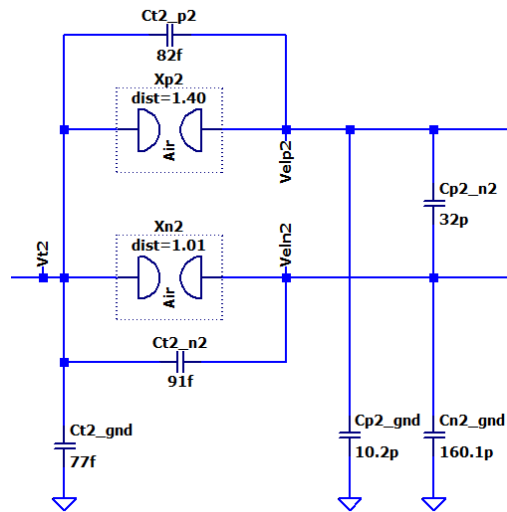 Ct2_p2
82f
Xp2
dist=1.40
Air
Velp2
Cp2_n2
32p
Vt2
Xn2
dist=1.01
Air
Veln2
Ct2_n2
91f
Ct2_gnd
77f
Cp2_gnd
10.2p
Cn2_gnd
160.1p